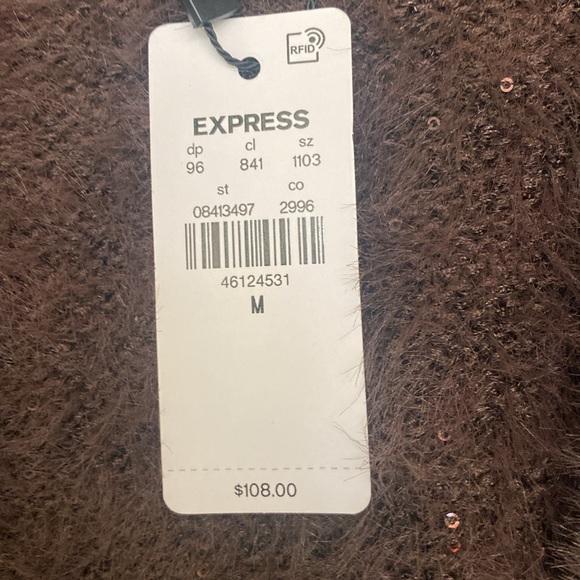 RFID
EXPRESS
dp cl sz
96 841 1103
st co
08413497 2996
46124531
M
$108.00